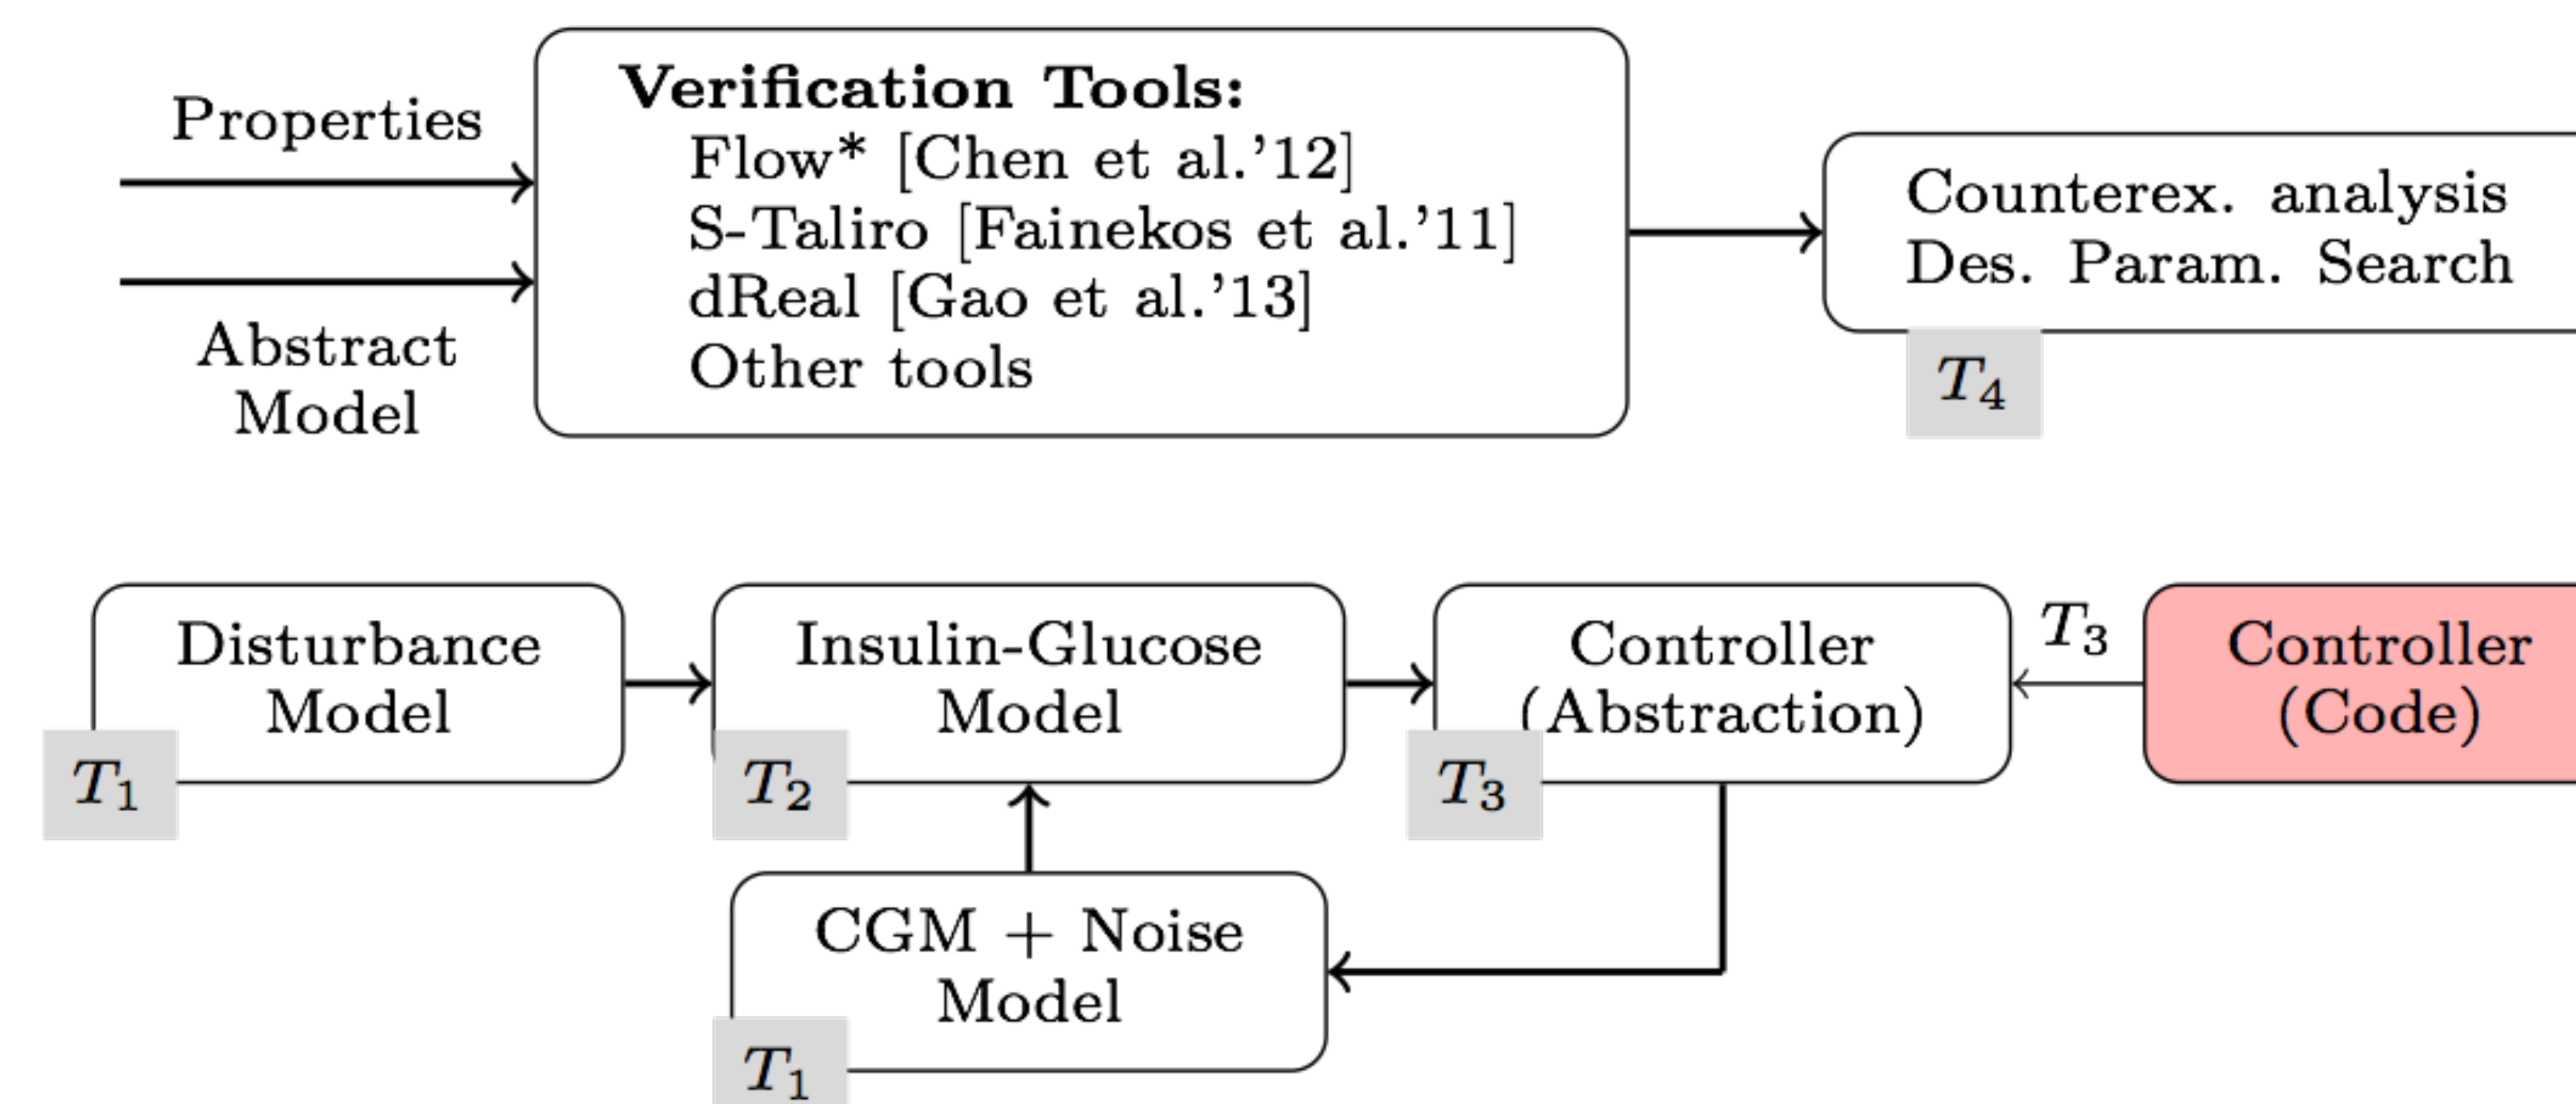 Properties
Abstract
Model
Verification Tools:
Flow* [Chen et al.'12]
S-Taliro [Fainekos et al.'11]
dReal [Gao et al.'13]
Other tools
Counterex. analysis
Des. Param. Search
T4
Disturbance
Model
T1
Insulin-Glucose
Model
T2
Controller
(Abstraction)
T3
T3
Controller
(Code)
CGM + Noise
Model
T1